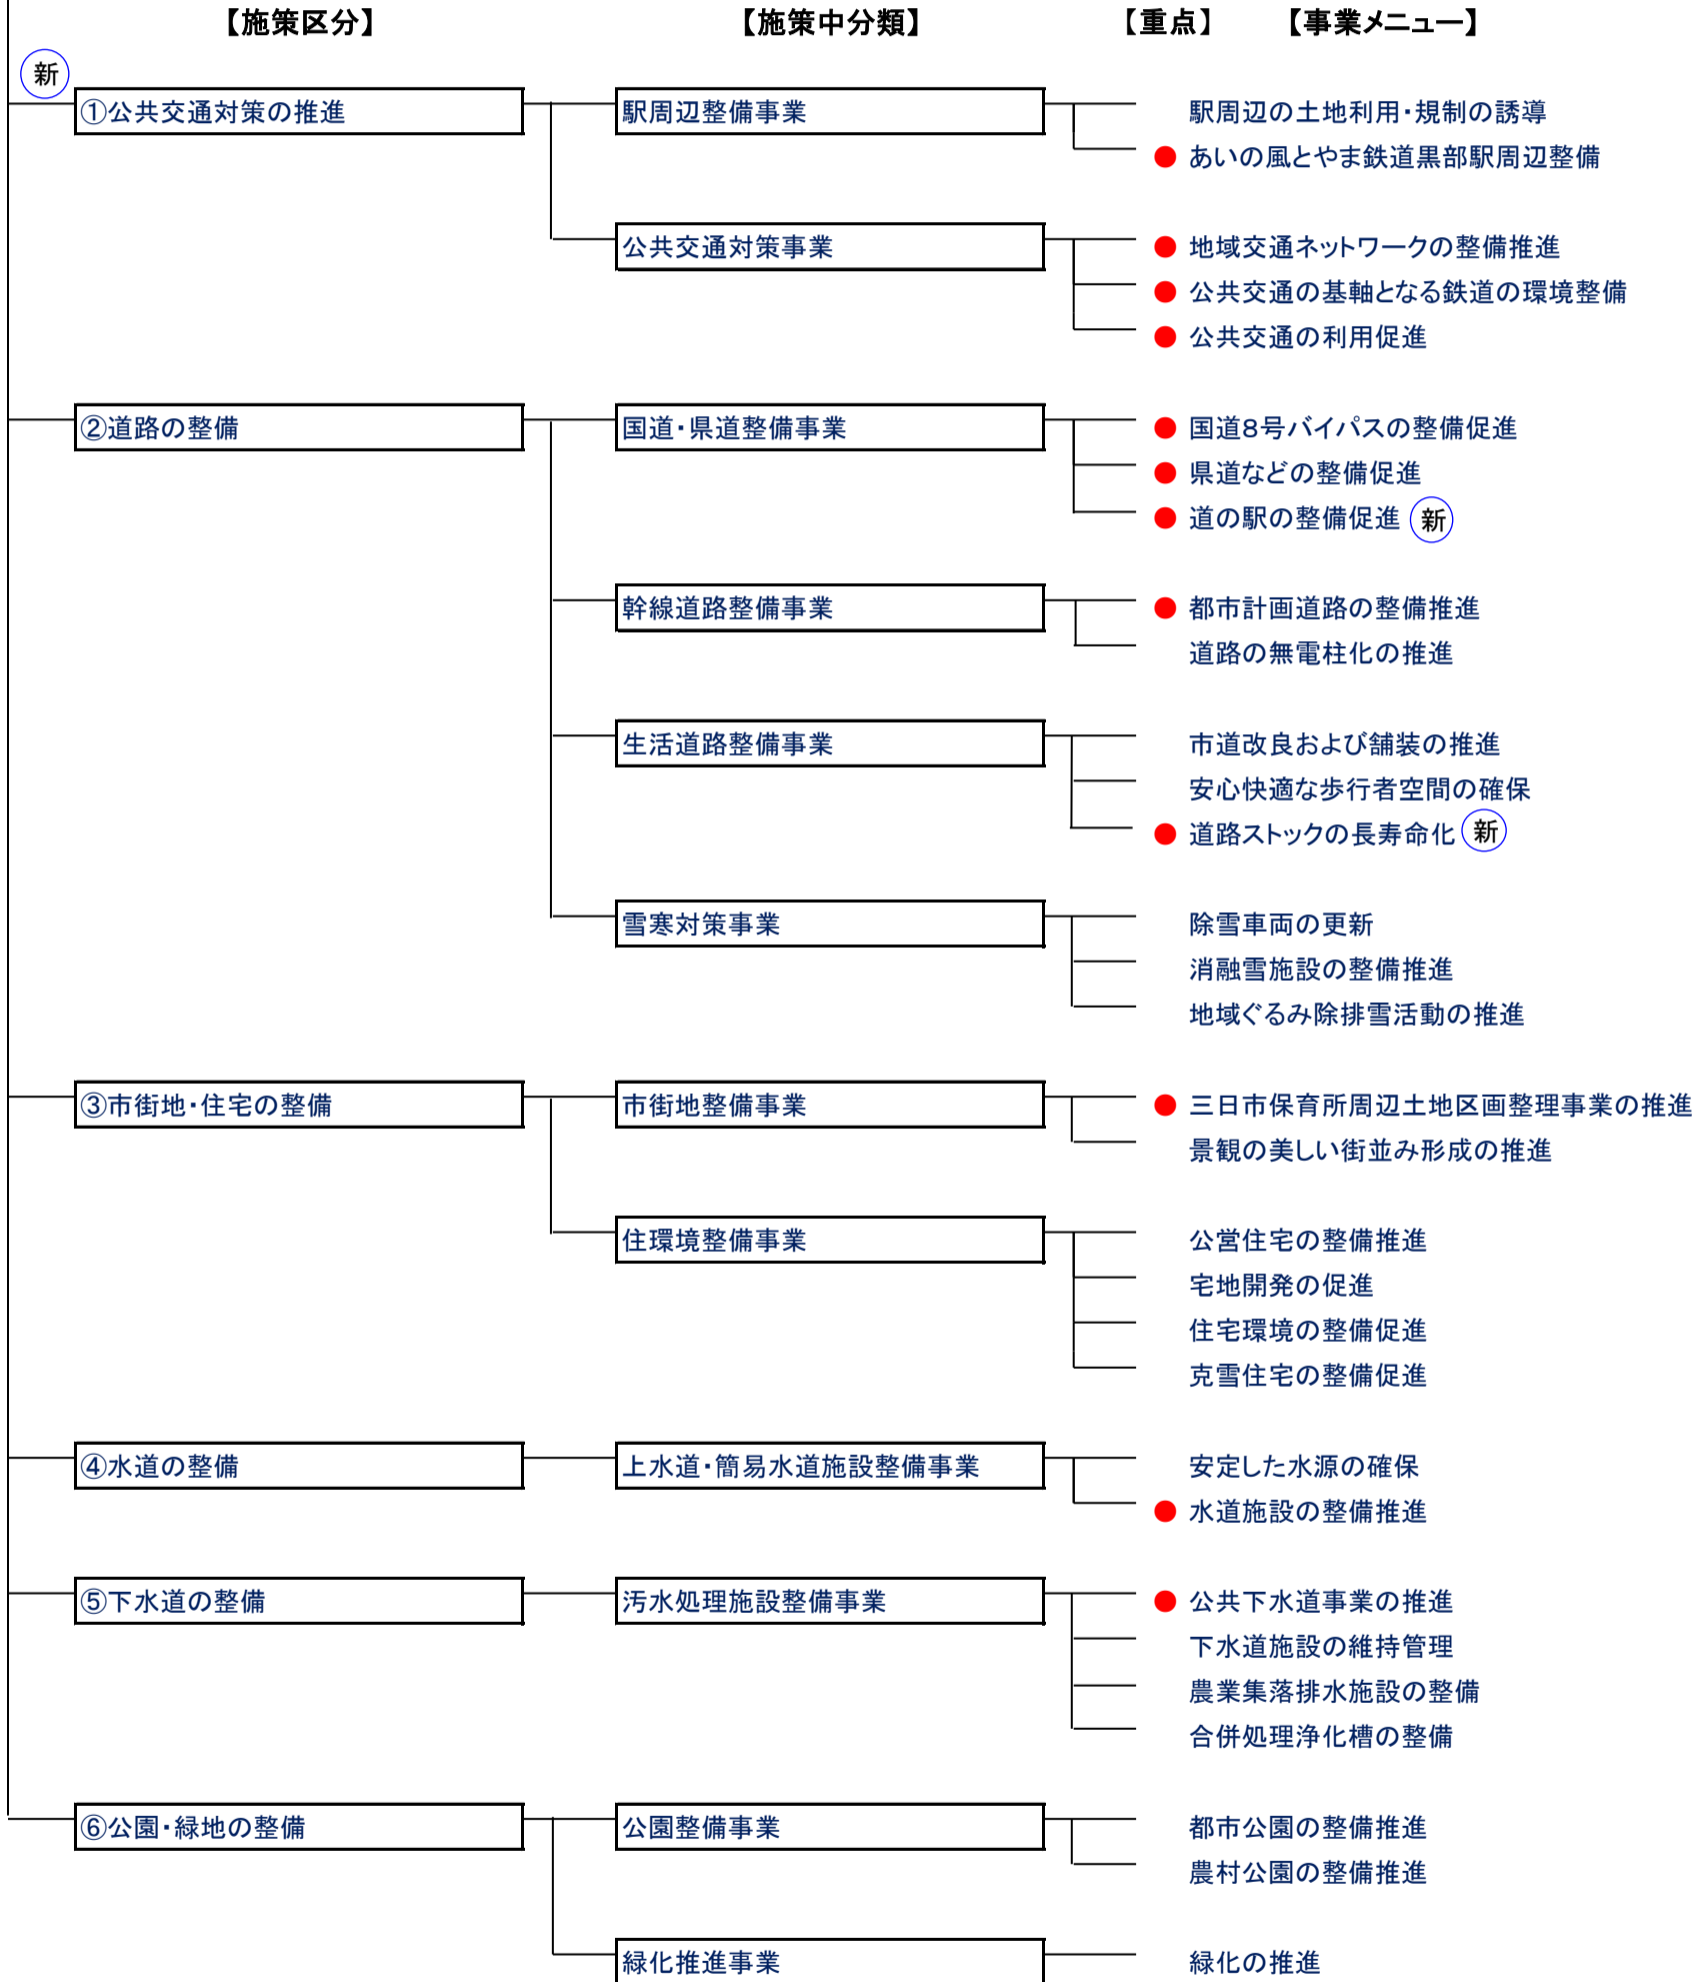 【施策区分】 【施策中分類】 【重点】 【事業メニュー】
新
①公共交通対策の推進 駅周辺整備事業 駅周辺の土地利用・規制の誘導
● あいの風とやま鉄道黒部駅周辺整備
公共交通対策事業 ● 地域交通ネットワークの整備推進
● 公共交通の基軸となる鉄道の環境整備
● 公共交通の利用促進
②道路の整備 国道・県道整備事業 ● 国道8号バイパスの整備促進
● 県道などの整備促進
● 道の駅の整備促進 新
幹線道路整備事業 ● 都市計画道路の整備推進
道路の無電柱化の推進
生活道路整備事業 市道改良および舗装の推進
安心快適な歩行者空間の確保
● 道路ストックの長寿命化 新
雪寒対策事業 除雪車両の更新
消融雪施設の整備推進
地域ぐるみ除排雪活動の推進
③市街地・住宅の整備 市街地整備事業 ● 三日市保育所周辺土地区画整理事業の推進
景観の美しい街並み形成の推進
住環境整備事業 公営住宅の整備推進
宅地開発の促進
住宅環境の整備促進
克雪住宅の整備促進
④水道の整備 上水道・簡易水道施設整備事業 安定した水源の確保
● 水道施設の整備推進
⑤下水道の整備 汚水処理施設整備事業 ● 公共下水道事業の推進
下水道施設の維持管理
農業集落排水施設の整備
合併処理浄化槽の整備
⑥公園・緑地の整備 公園整備事業 都市公園の整備推進
農村公園の整備推進
緑化推進事業 緑化の推進